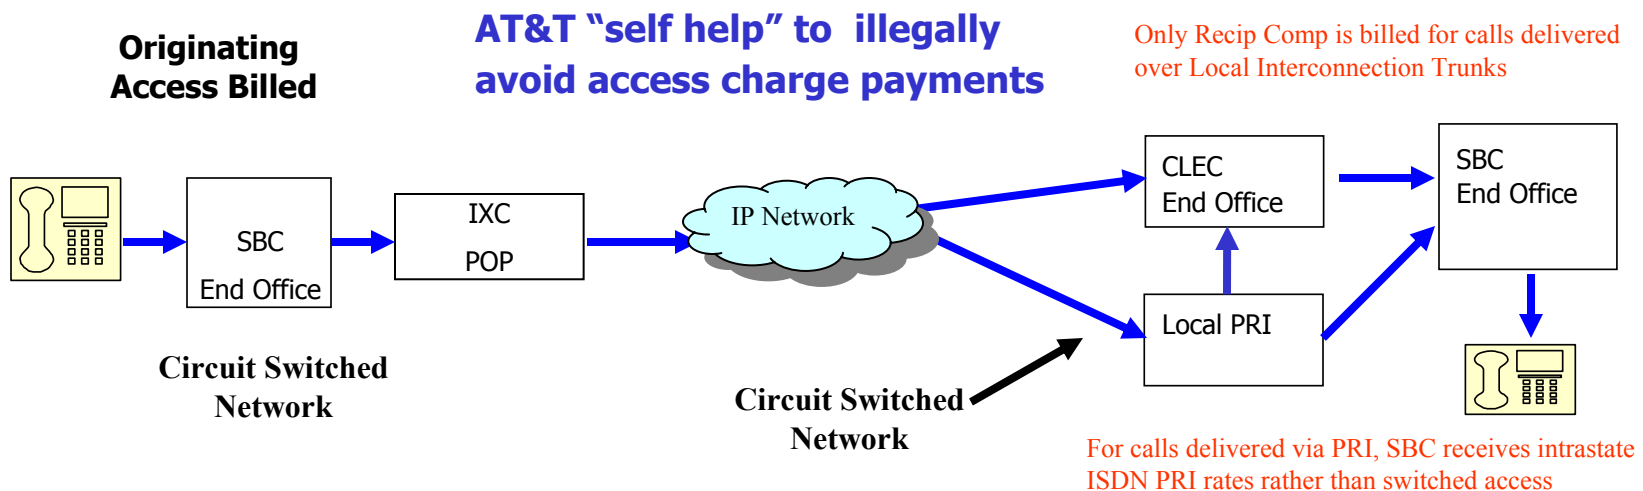 Originating
Access Billed
AT&T “self help” to illegally
avoid access charge payments
Only Recip Comp is billed for calls delivered
over Local Interconnection Trunks
SBC
End Office
IXC
POP
IP Network
CLEC
End Office
SBC
End Office
Local PRI
Circuit Switched
Network
Circuit Switched
Network
For calls delivered via PRI, SBC receives intrastate
ISDN PRI rates rather than switched access